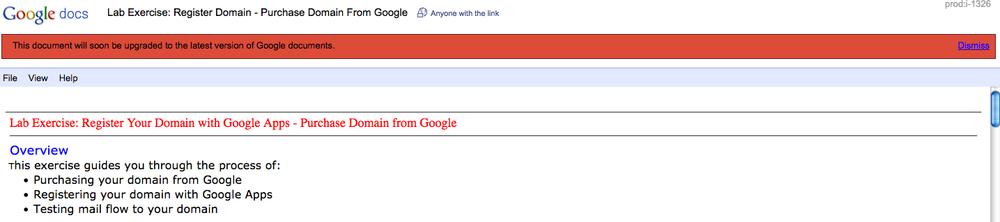 Google docs Lab Exercise: Register Domain - Purchase Domain From Google Anyone with the link prod:i-1326
This document will soon be upgraded to the latest version of Google documents. Dismiss
File View Help
Lab Exercise: Register Your Domain with Google Apps - Purchase Domain from Google
Overview
This exercise guides you through the process of:
• Purchasing your domain from Google
• Registering your domain with Google Apps
• Testing mail flow to your domain